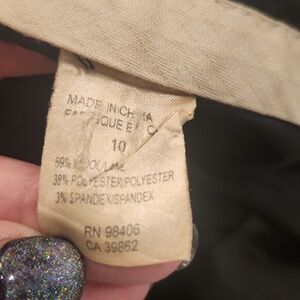 MADE IN CHINA
10
38% POLYESTER/POLYESTER
3% SPANDEX/SPANDEX
RN 98406
CA 39862